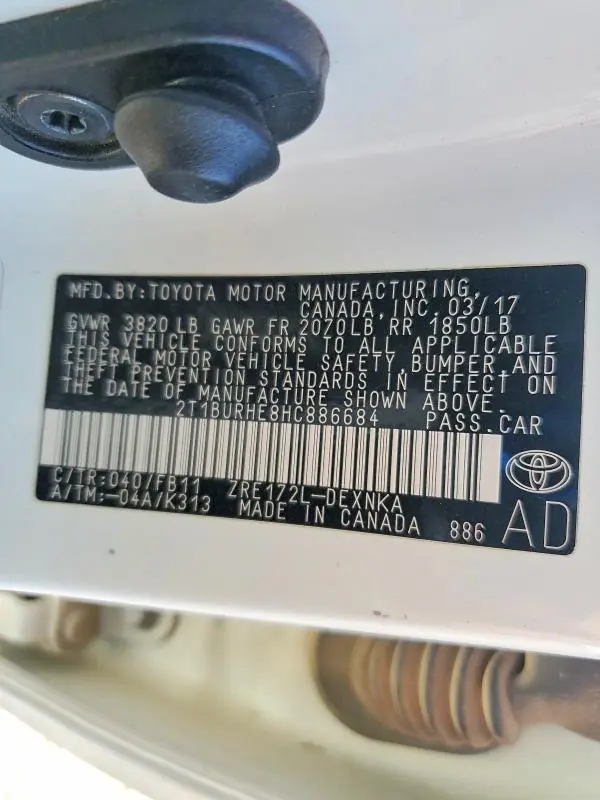 MFD.BY:TOYOTA MOTOR MANUFACTURING,
CANADA,INC. 03/17
GVWR 3820 LB GAWR FR 2070LB RR 1850LB
THIS VEHICLE CONFORMS TO ALL APPLICABLE
FEDERAL MOTOR VEHICLE SAFETY,BUMPER,AND
THEFT PREVENTION STANDARDS IN EFFECT ON
THE DATE OF MANUFACTURE SHOWN ABOVE.
2T1BURHE8HC886684 PASS.CAR
C/TR:040/FB11 ZRE172L-DEXNKA
A/TM:-04A/K313 MADE IN CANADA 886 AD